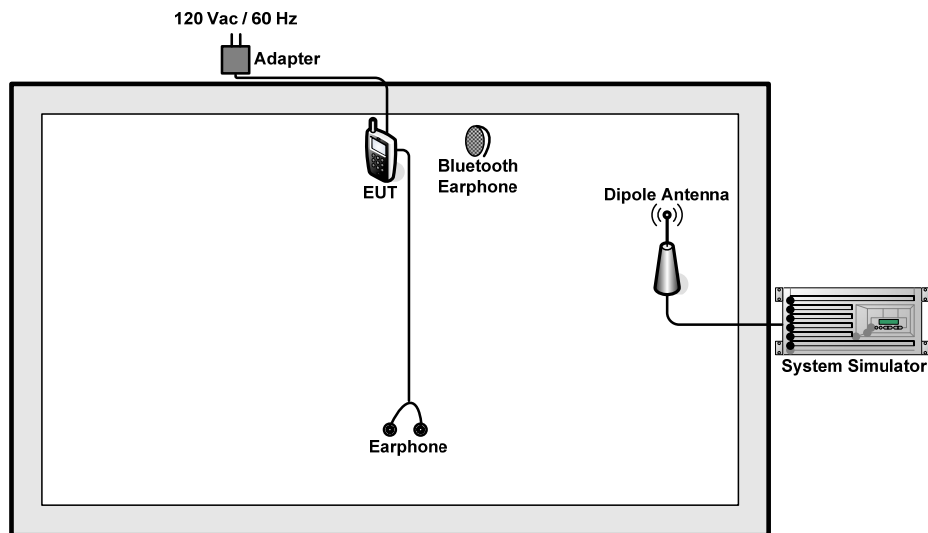 120 Vac / 60 Hz
Adapter
EUT
Bluetooth
Earphone
Dipole Antenna
System Simulator
Earphone